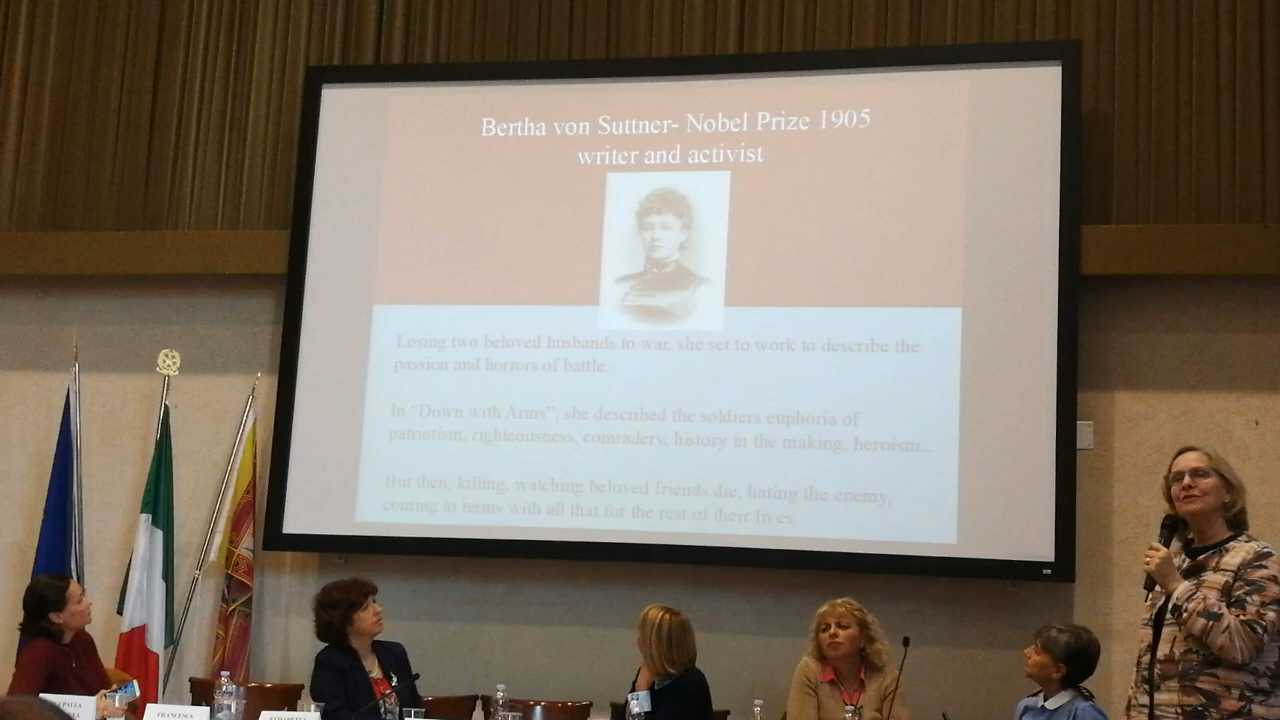 Bertha von Suttner- Nobel Prize 1905
writer and activist
Losing two beloved husbands to war, she set to work to describe the
passion and horrors of battle.
In “Down with Arms”, she described the soldiers euphoria of
patriotism, righteousness, comradery, history in the making, heroism..
But then, killing, watching beloved friends die, hating the enemy,
coming to terms with all that for the rest of their lives.
PAULA
FRANCESCA
ELISABETTA